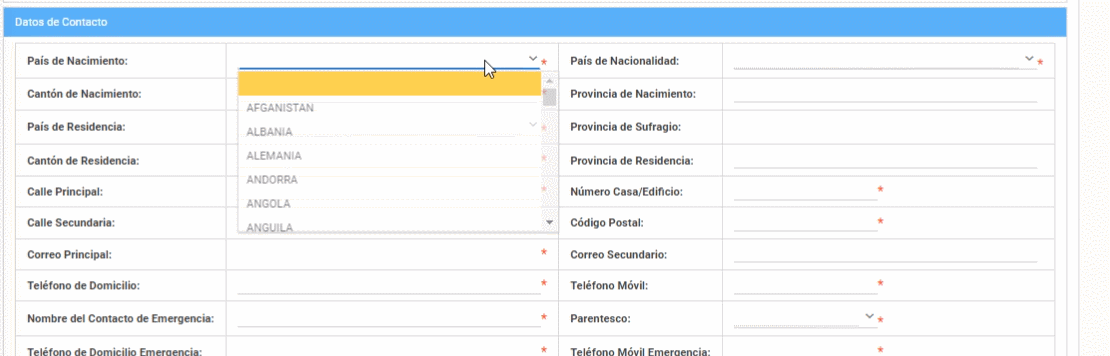 Datos de Contacto
País de Nacimiento: * País de Nacionalidad: *
Cantón de Nacimiento: * Provincia de Nacimiento:
AFGANISTAN
País de Residencia: * Provincia de Sufragio:
ALBANIA
Cantón de Residencia: * Provincia de Residencia:
ALEMANIA
ANDORRA
Calle Principal: * Número Casa/Edificio: *
ANGOLA
Calle Secundaria: Código Postal: *
ANGUILA
Correo Principal: * Correo Secundario:
Teléfono de Domicilio: * Teléfono Móvil: *
Nombre del Contacto de Emergencia: * Parentesco: *
Teléfono de Domicilio Emergencia: * Teléfono Móvil Emergencia: *